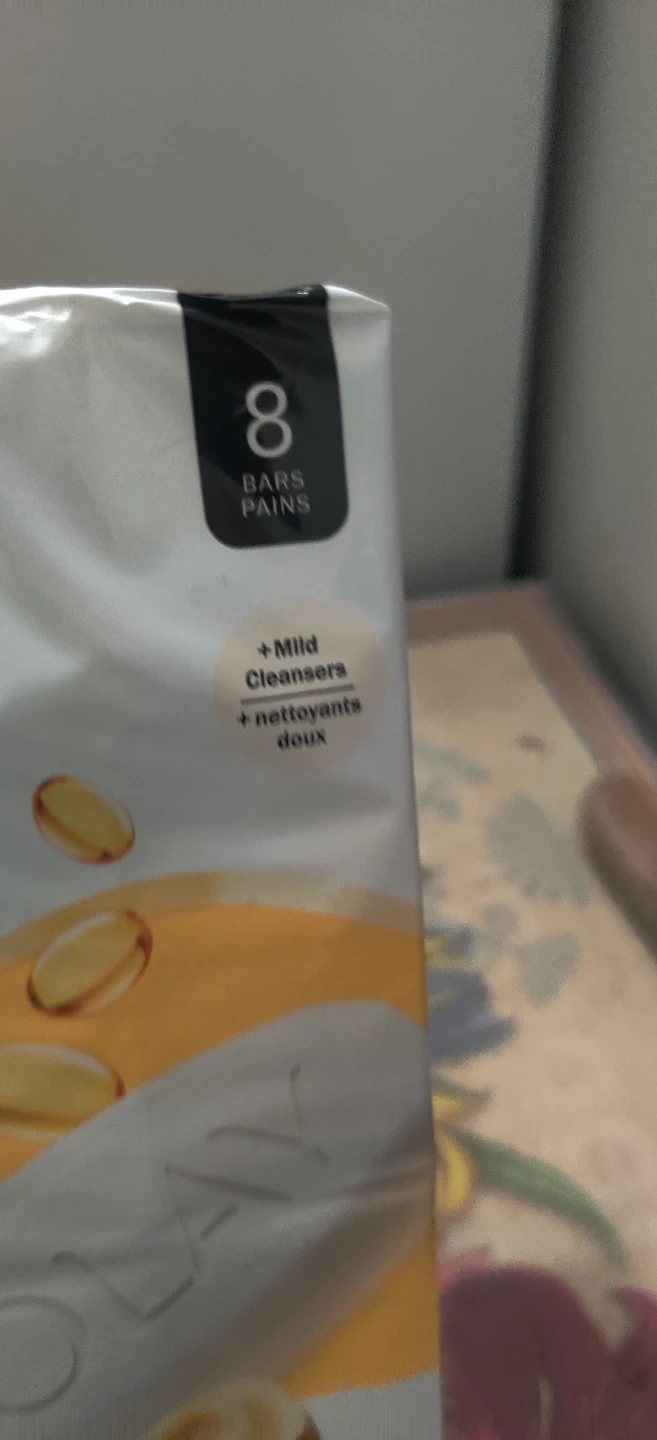 8
BARS
PAINS
+Mild
Cleansers
+nettoyants
doux
OLAY